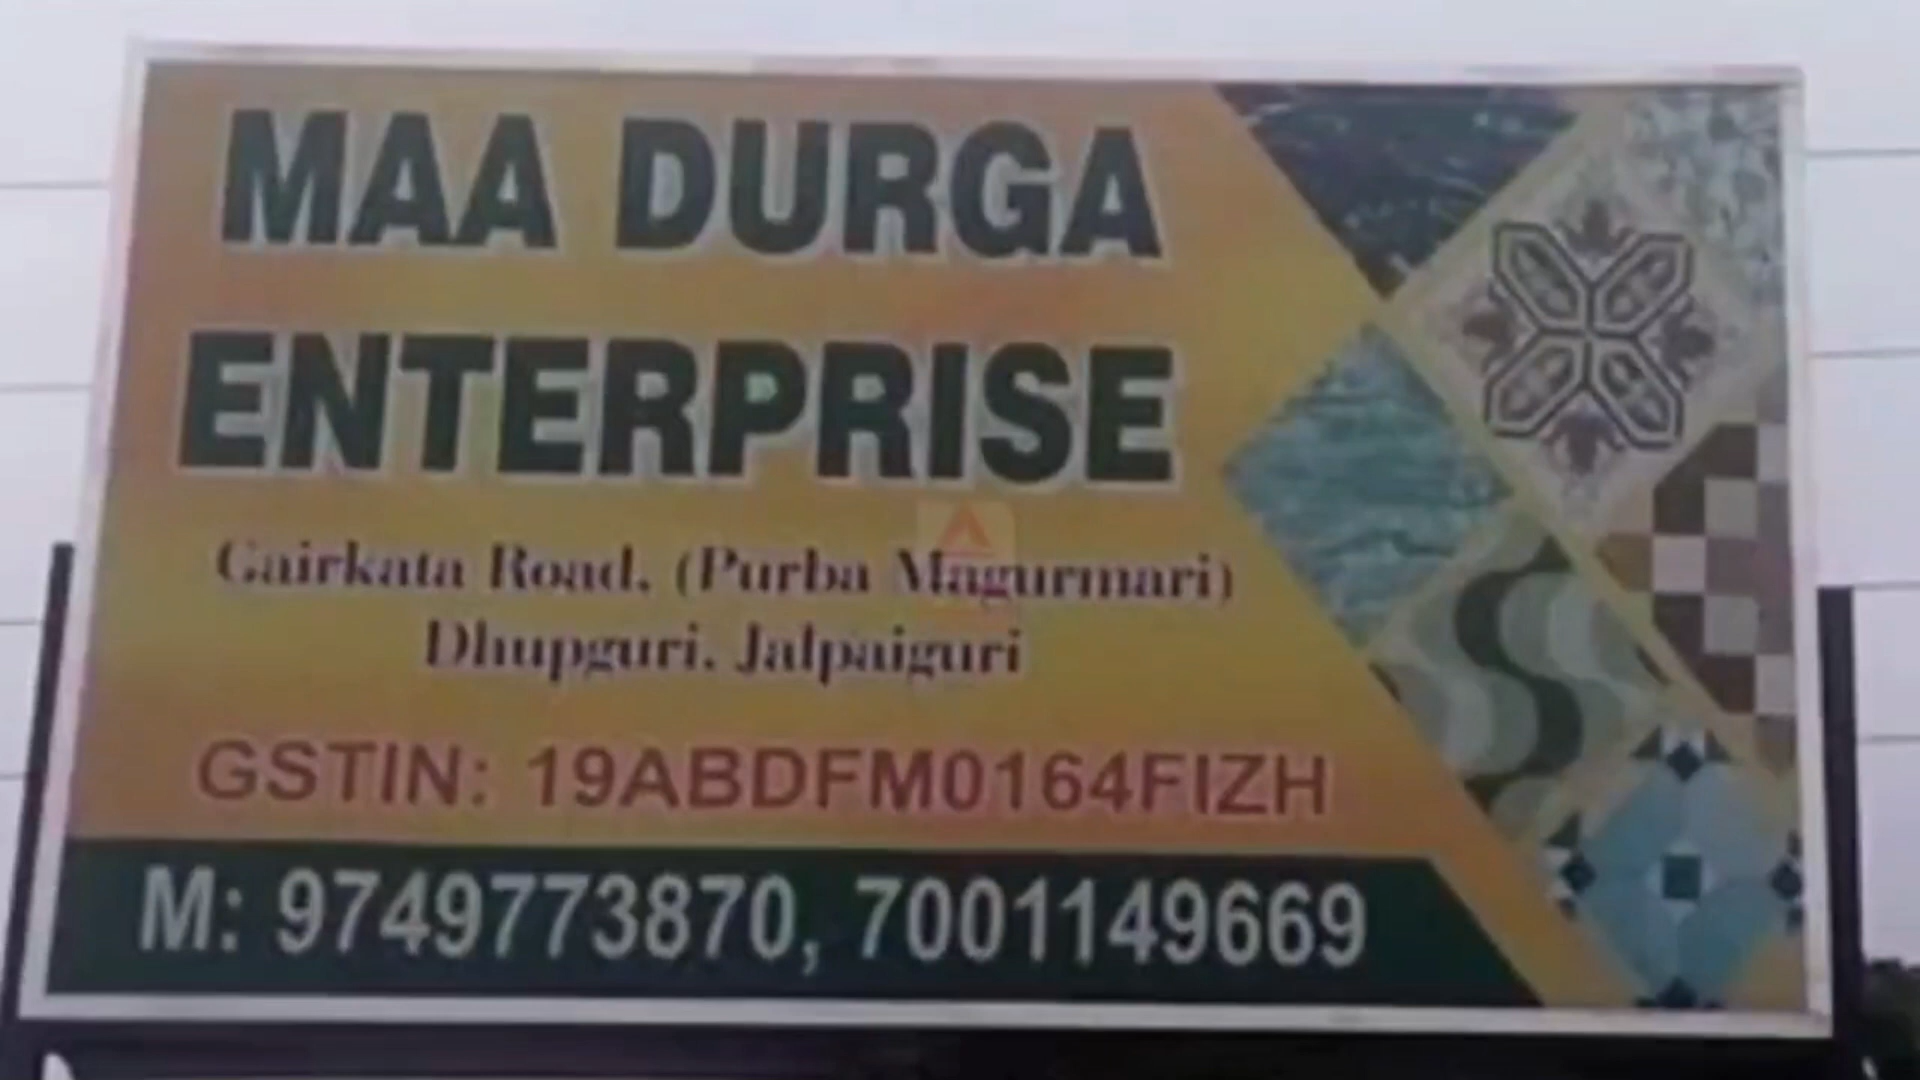 MAA DURGA
ENTERPRISE
Gairkata Road, (Purba Magurmari)
Dhupguri, Jalpaiguri
GSTIN: 19ABDFM0164FIZH
M: 9749773870, 7001149669